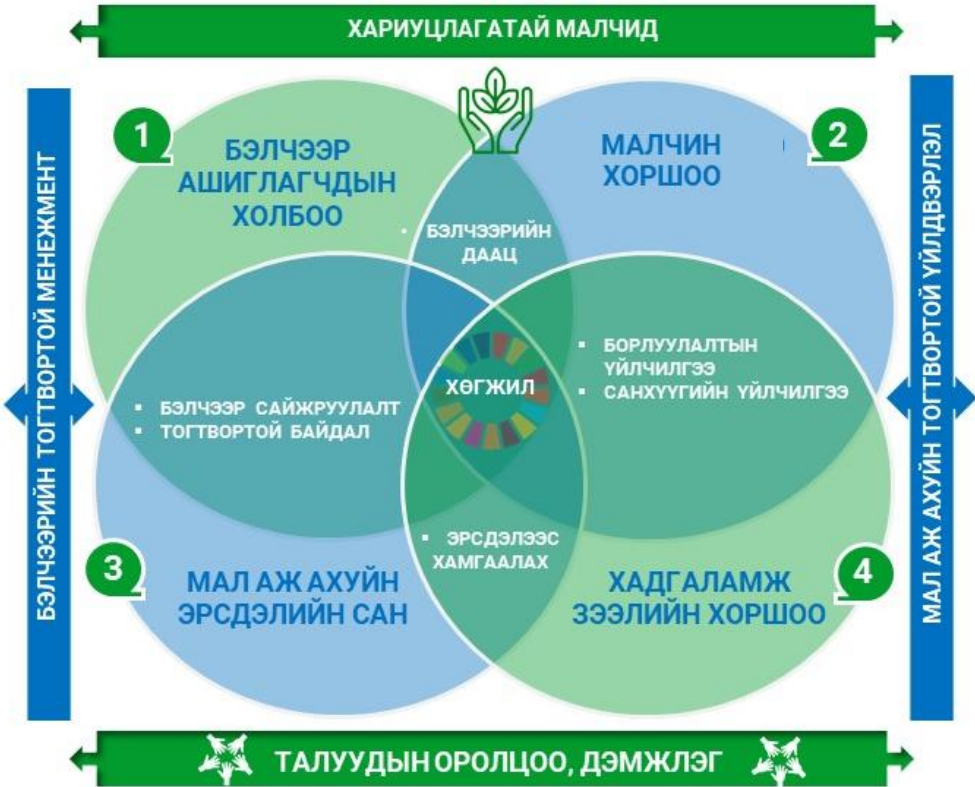 ХАРИУЦЛАГАТАЙ МАЛЧИД
БЭЛЧЭЭРИЙН ТОГТВОРТОЙ МЕНЕЖМЕНТ
1
БЭЛЧЭЭР
АШИГЛАГЧДЫН
ХОЛБОО
2
МАЛЧИН
ХОРШОО
▪ БЭЛЧЭЭРИЙН
ДААЦ
▪ БЭЛЧЭЭР САЙЖРУУЛАЛТ
▪ ТОГТВОРТОЙ БАЙДАЛ
ХӨГЖИЛ
▪ БОРЛУУЛАЛТЫН
ҮЙЛЧИЛГЭЭ
▪ САНХҮҮГИЙН ҮЙЛЧИЛГЭЭ
▪ ЭРСДЭЛЭЭС
ХАМГААЛАХ
3
МАЛ АЖ АХУЙН
ЭРСДЭЛИЙН САН
4
ХАДГАЛАМЖ
ЗЭЭЛИЙН ХОРШОО
МАЛ АЖ АХУЙН ТОГТВОРТОЙ ҮЙЛДВЭРЛЭЛ
ТАЛУУДЫН ОРОЛЦОО, ДЭМЖЛЭГ